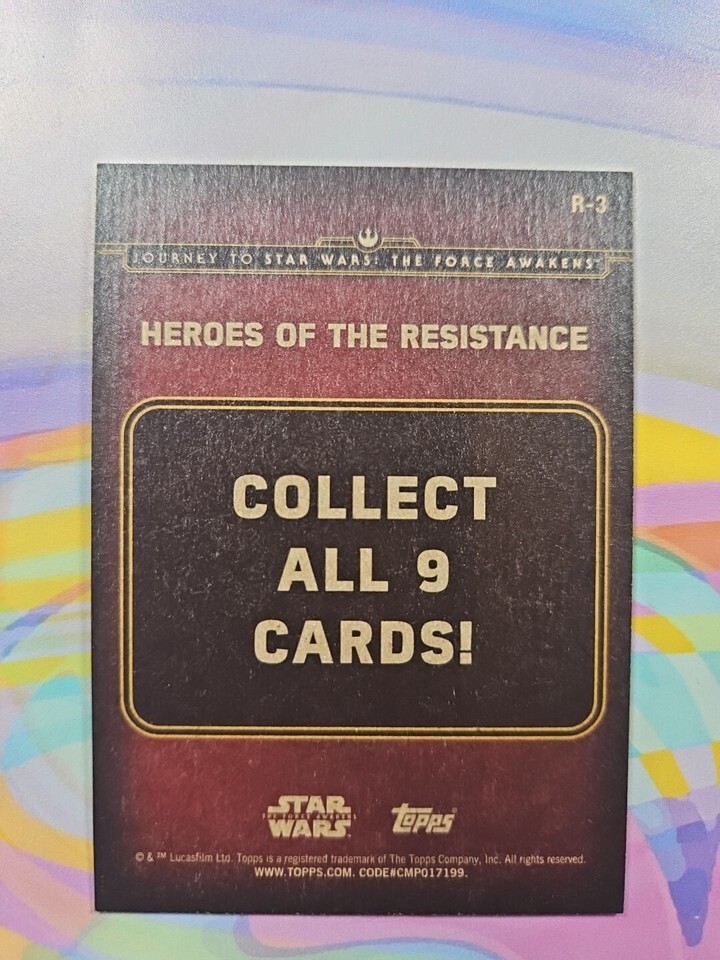 R-3
JOURNEY TO STAR WARS: THE FORCE AWAKENS™
HEROES OF THE RESISTANCE
COLLECT
ALL 9
CARDS!
STAR
THE FORCE AWAKENS
WARS
topps®
© & ™ Lucasfilm Ltd. Topps is a registered trademark of The Topps Company, Inc. All rights reserved.
WWW.TOPPS.COM. CODE#CMP017199.